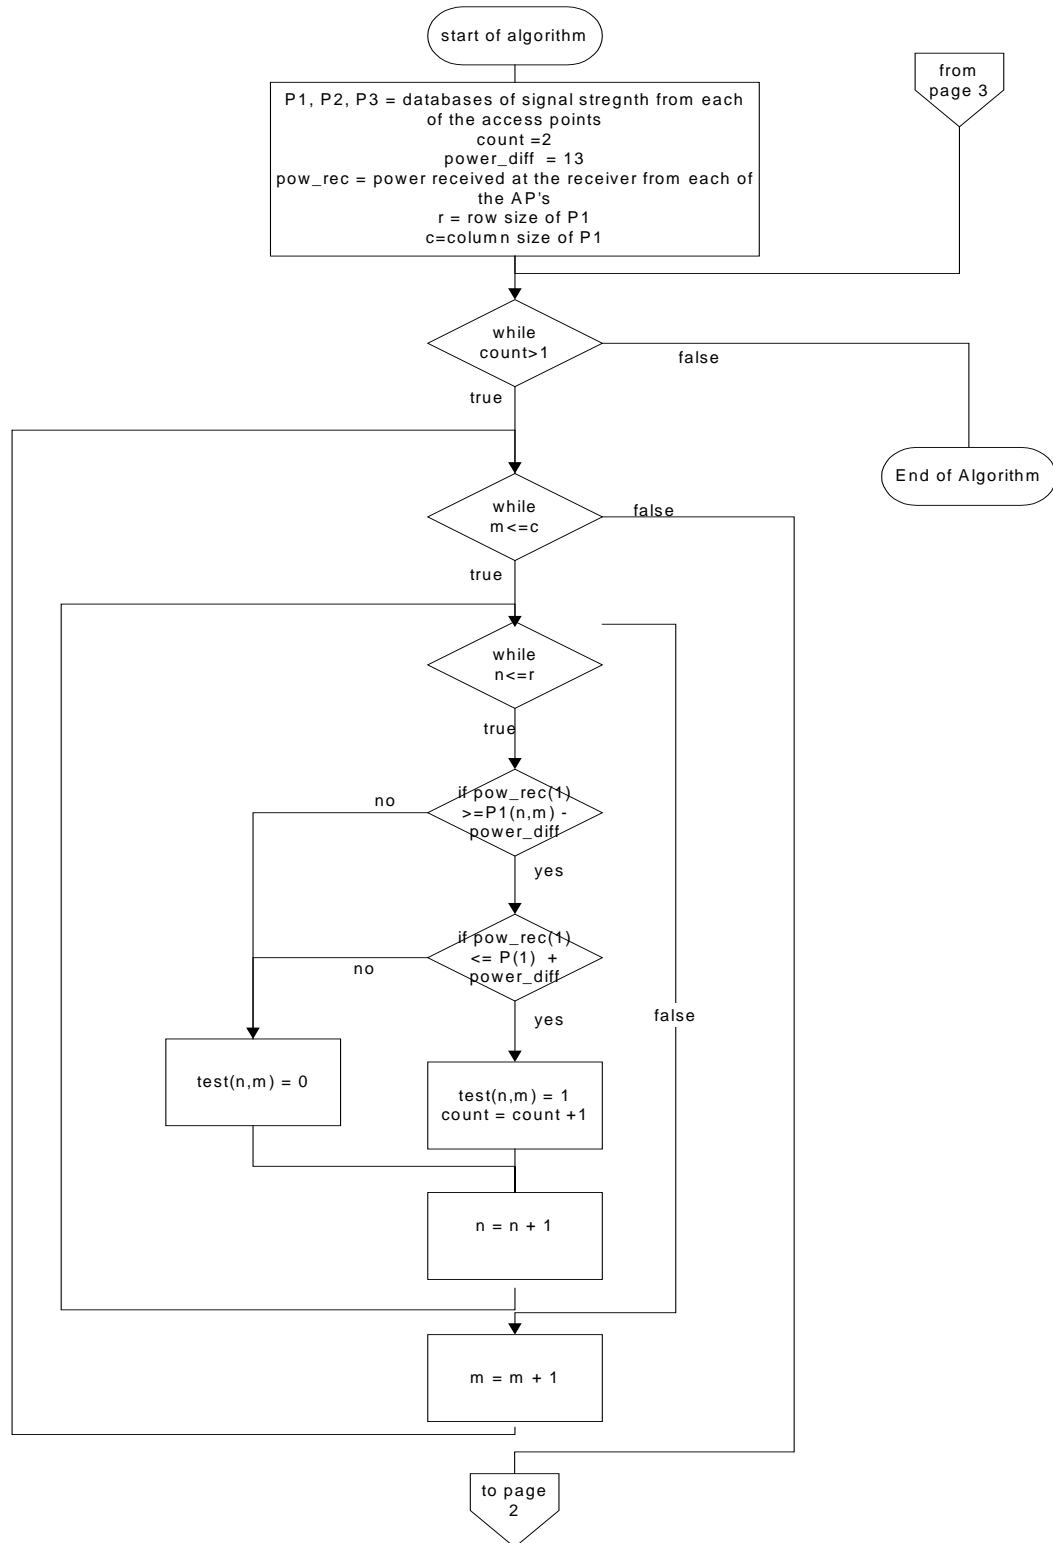 start of algorithm
from
page 3
P1, P2, P3 = databases of signal stregnth from each
of the access points
count =2
power_diff = 13
pow_rec = power received at the receiver from each of
the AP's
r = row size of P1
c=column size of P1
while
count>1
false
true
End of Algorithm
while
m<=c
false
true
while
n<=r
true
if pow_rec(1)
>=P1(n,m) -
power_diff
no
yes
if pow_rec(1)
<= P(1) +
power_diff
no
yes
false
test(n,m) = 0
test(n,m) = 1
count = count +1
n = n + 1
m = m + 1
to page
2